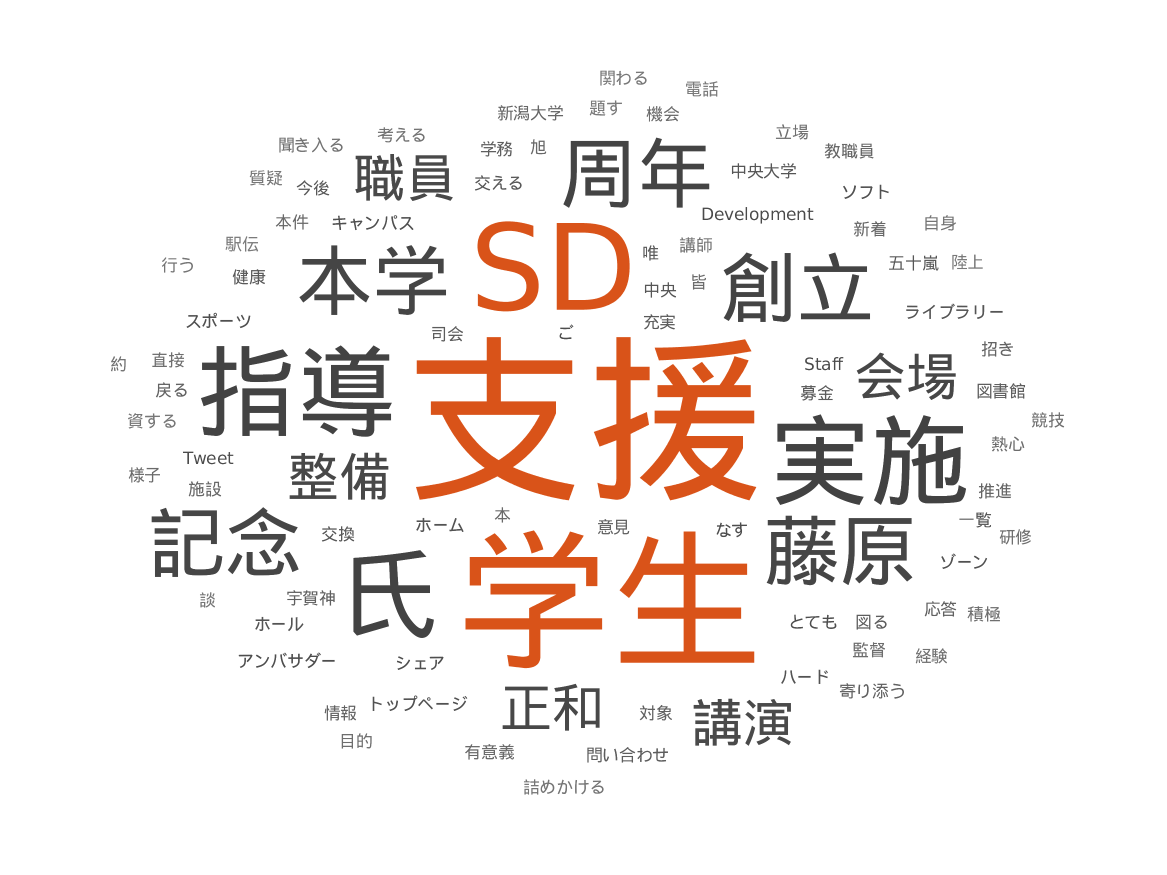 関わる
電話
新潟大学
題す
機会
聞き入る
考える
学務
旭
周年
立場
教職員
質疑
今後
職員
交える
中央大学
ソフト
本件
キャンパス
SD
Development
新着
自身
駅伝
唯
講師
行う
健康
本学
中央
皆
創立
五十嵐
陸上
スポーツ
司会
ご
充実
ライブラリー
約
直接
指導
支援
Staff
会場
招き
戻る
募金
図書館
資する
実施
競技
熱心
様子
Tweet
施設
整備
推進
記念
交換
ホーム
本
意見
なす
藤原
一覧
研修
ゾーン
談
宇賀神
氏
学生
ホール
とても
図る
応答
積極
アンバサダー
シェア
監督
経験
ハード
寄り添う
情報
トップページ
正和
対象
講演
目的
有意義
問い合わせ
詰めかける